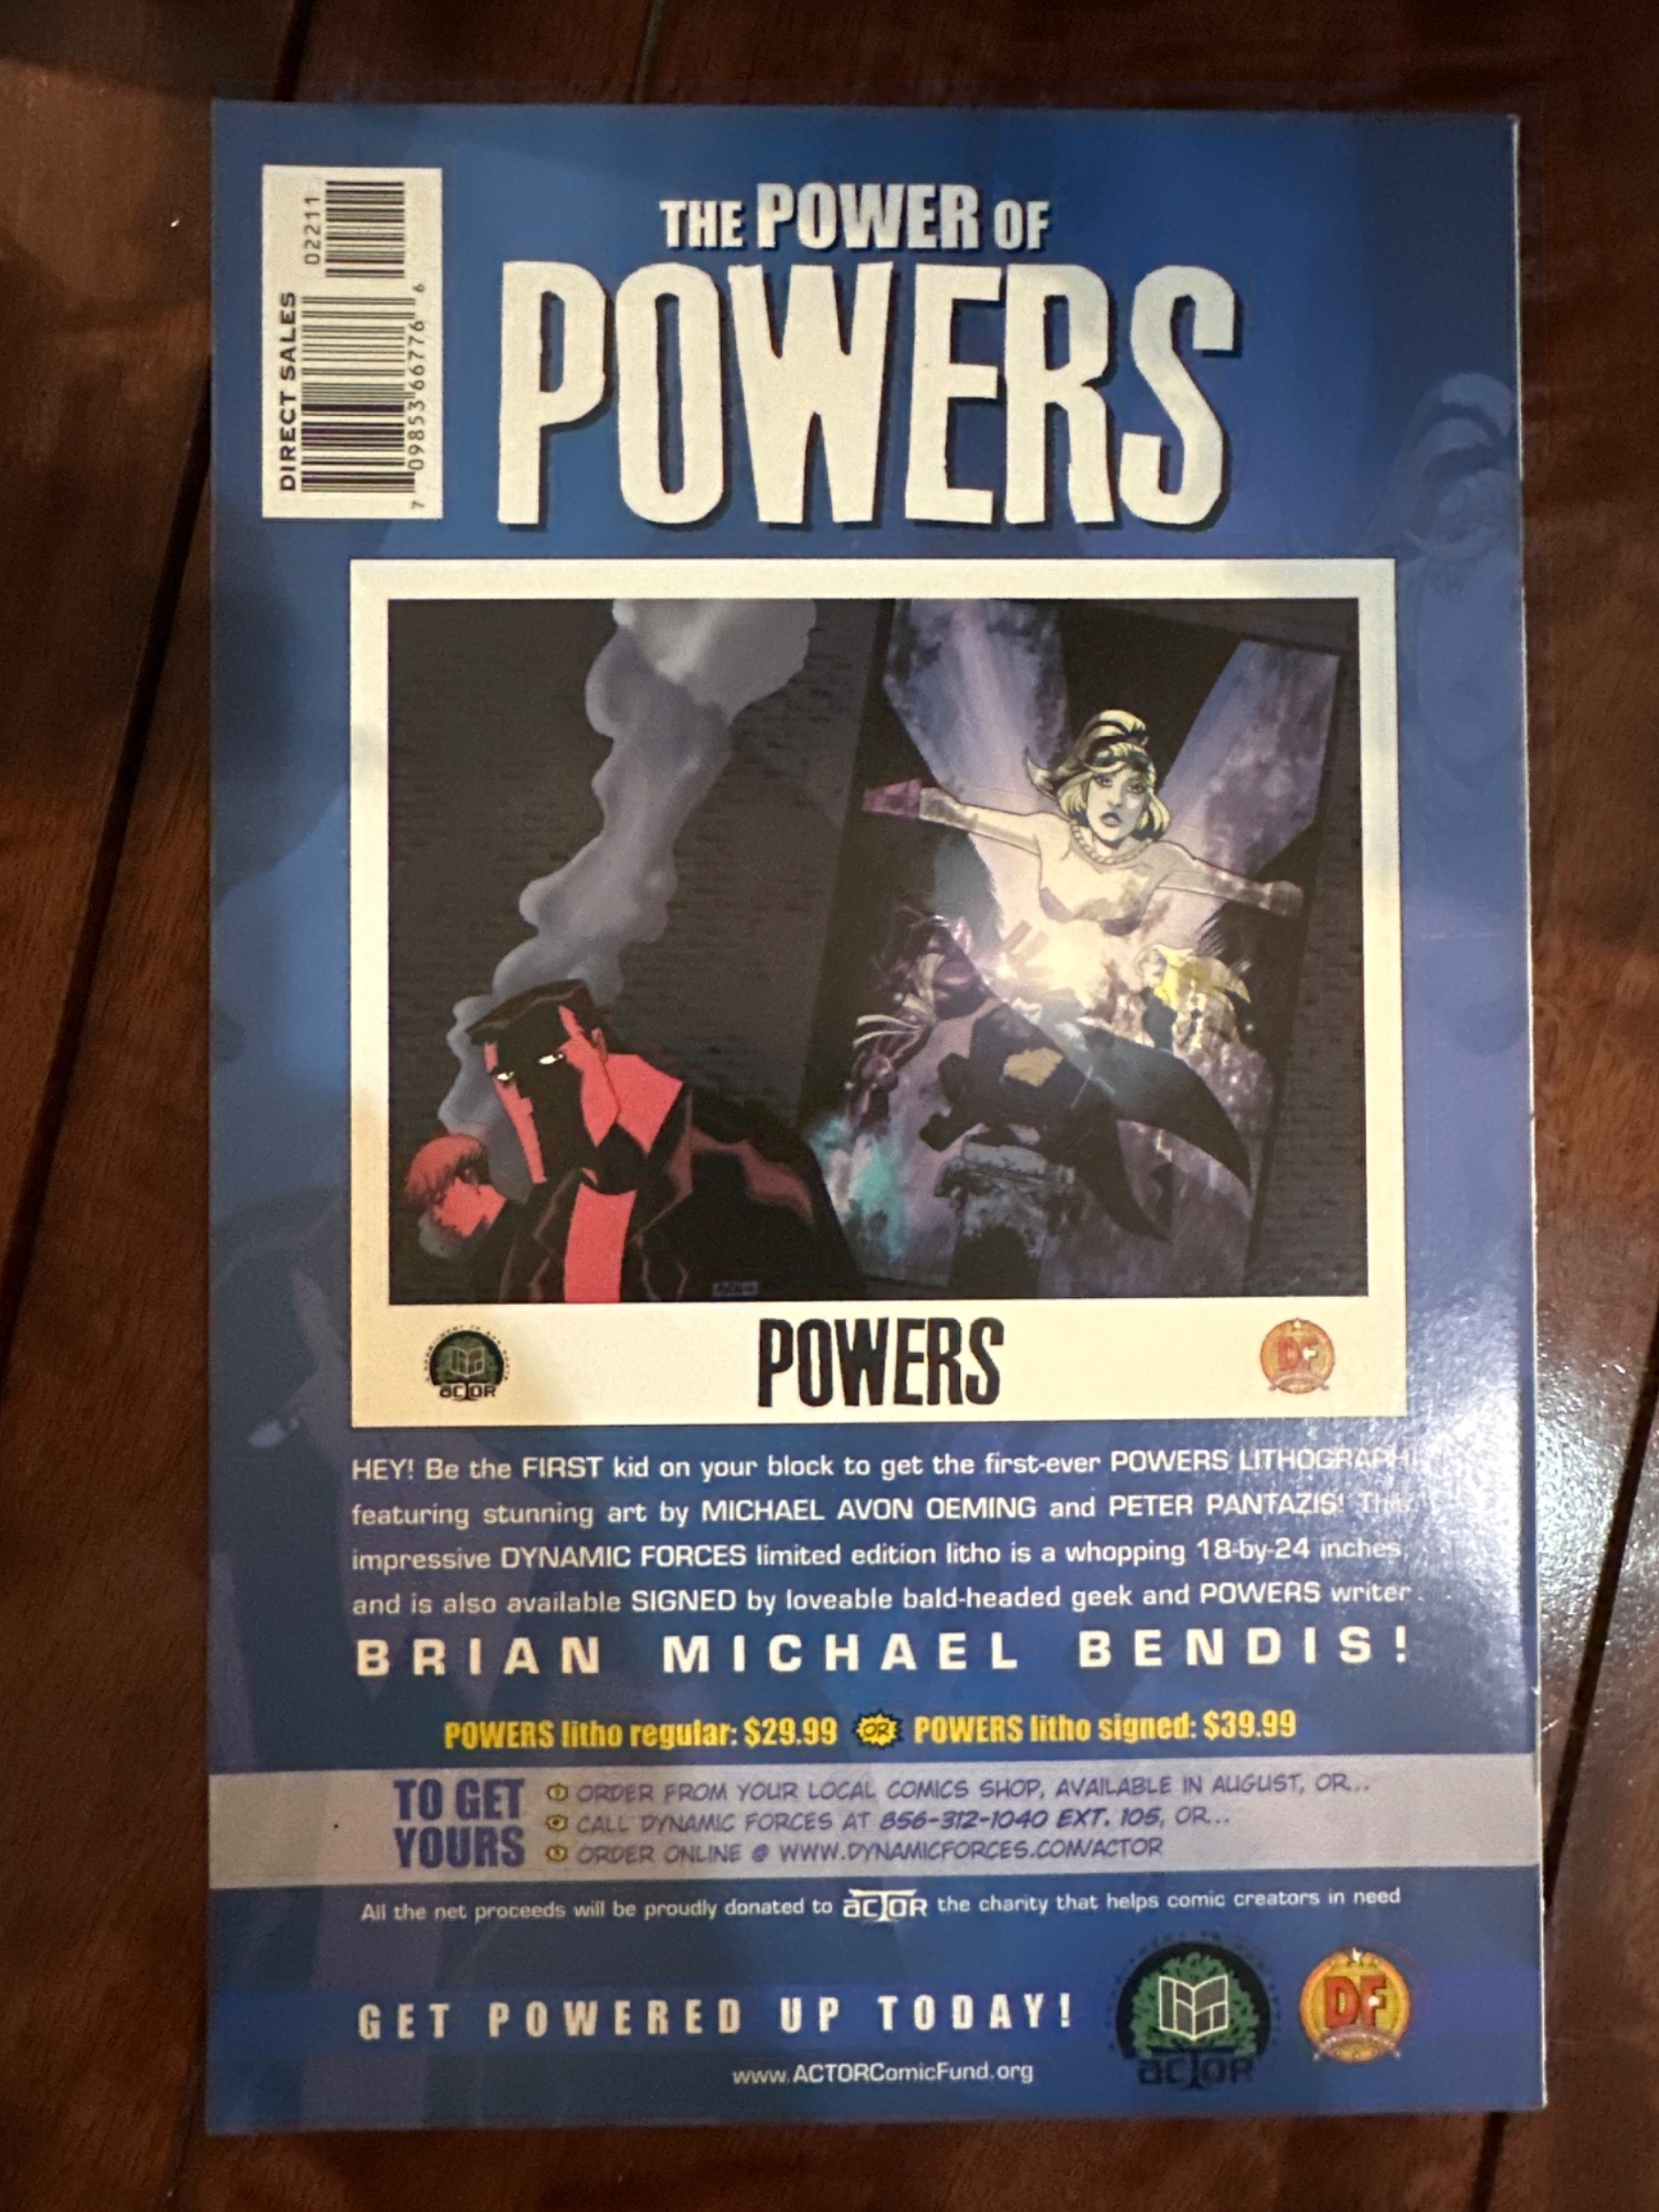 DIRECT SALES
02211
7 09853 66776 6
THE POWER OF
POWERS
ACTOR
POWERS
DF
HEY! Be the FIRST kid on your block to get the first-ever POWERS LITHOGRAPH
featuring stunning art by MICHAEL AVON OEMING and PETER PANTAZIS! This
impressive DYNAMIC FORCES limited edition litho is a whopping 18-by-24 inches,
and is also available SIGNED by loveable bald-headed geek and POWERS writer
BRIAN MICHAEL BENDIS!
POWERS litho regular: $29.99 OR POWERS litho signed: $39.99
TO GET
YOURS
ORDER FROM YOUR LOCAL COMICS SHOP, AVAILABLE IN AUGUST, OR...
CALL DYNAMIC FORCES AT 856-312-1040 EXT. 105, OR...
ORDER ONLINE @ WWW.DYNAMICFORCES.COM/ACTOR
All the net proceeds will be proudly donated to ACTOR the charity that helps comic creators in need
GET POWERED UP TODAY!
ACTOR
DF
www.ACTORComicFund.org